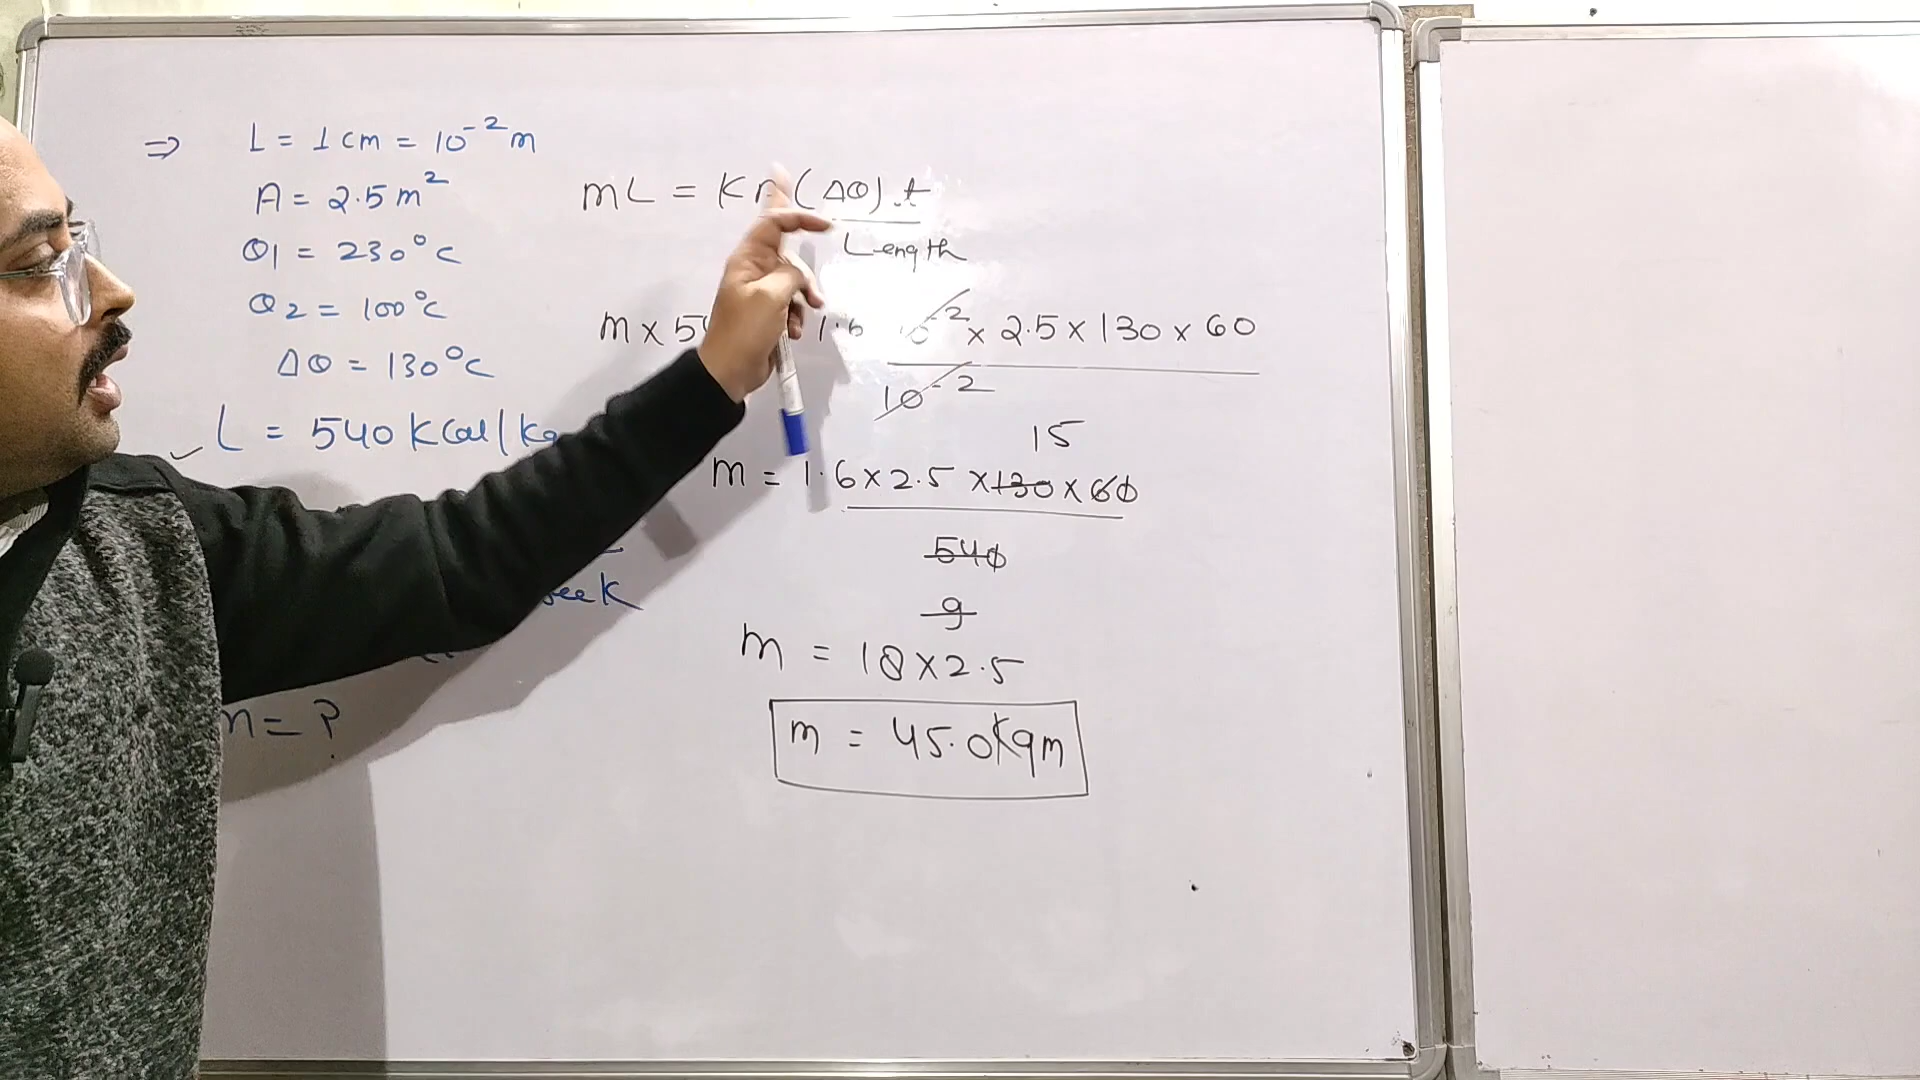 ⇒ L = 1 cm = 10⁻² m
A = 2.5 m²
θ1 = 230°C
θ2 = 100°C
Δθ = 130°C
L = 540 KCal/Kg
eek
m = ?
mL = KA(Δθ).t
Length
m × 5 1.6 10⁻² × 2.5 × 130 × 60
10⁻²
15
m = 1.6 × 2.5 × 130 × 60
540
9
m = 18 × 2.5
m = 45.0 Kgm